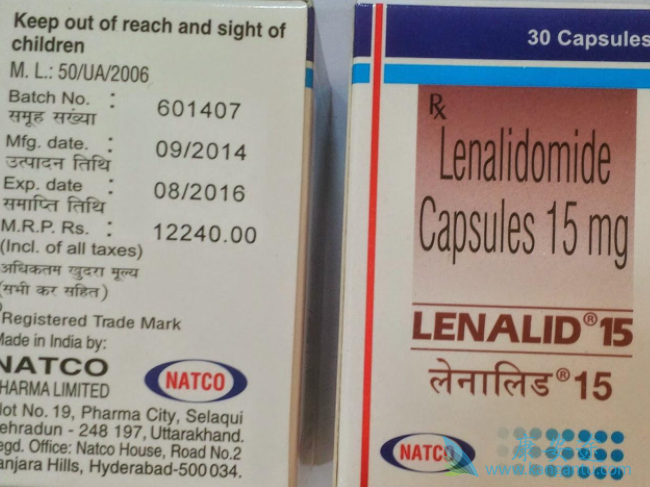 Keep out of reach and sight of
children
M. L.: 50/UA/2006
Batch No. : 601407
समूह संख्या
Mfg. date. : 09/2014
उत्पादन तिथि
Exp. date : 08/2016
समाप्ति तिथि
M.R.P. Rs. : 12240.00
(Incl. of all taxes)
अधिकतम खुदरा मूल्य
(सभी कर सहित)
Registered Trade Mark
Made in India by:
NATCO
PHARMA LIMITED
NATCO
Plot No. 19, Pharma City, Selaqui
Dehradun - 248 197, Uttarakhand.
Regd. Office: Natco House, Road No.2
Banjara Hills, Hyderabad-500 034.
30 Capsules
Rx
Lenalidomide
Capsules 15 mg
LENALID® 15
लेनालिड® 15
NATCO